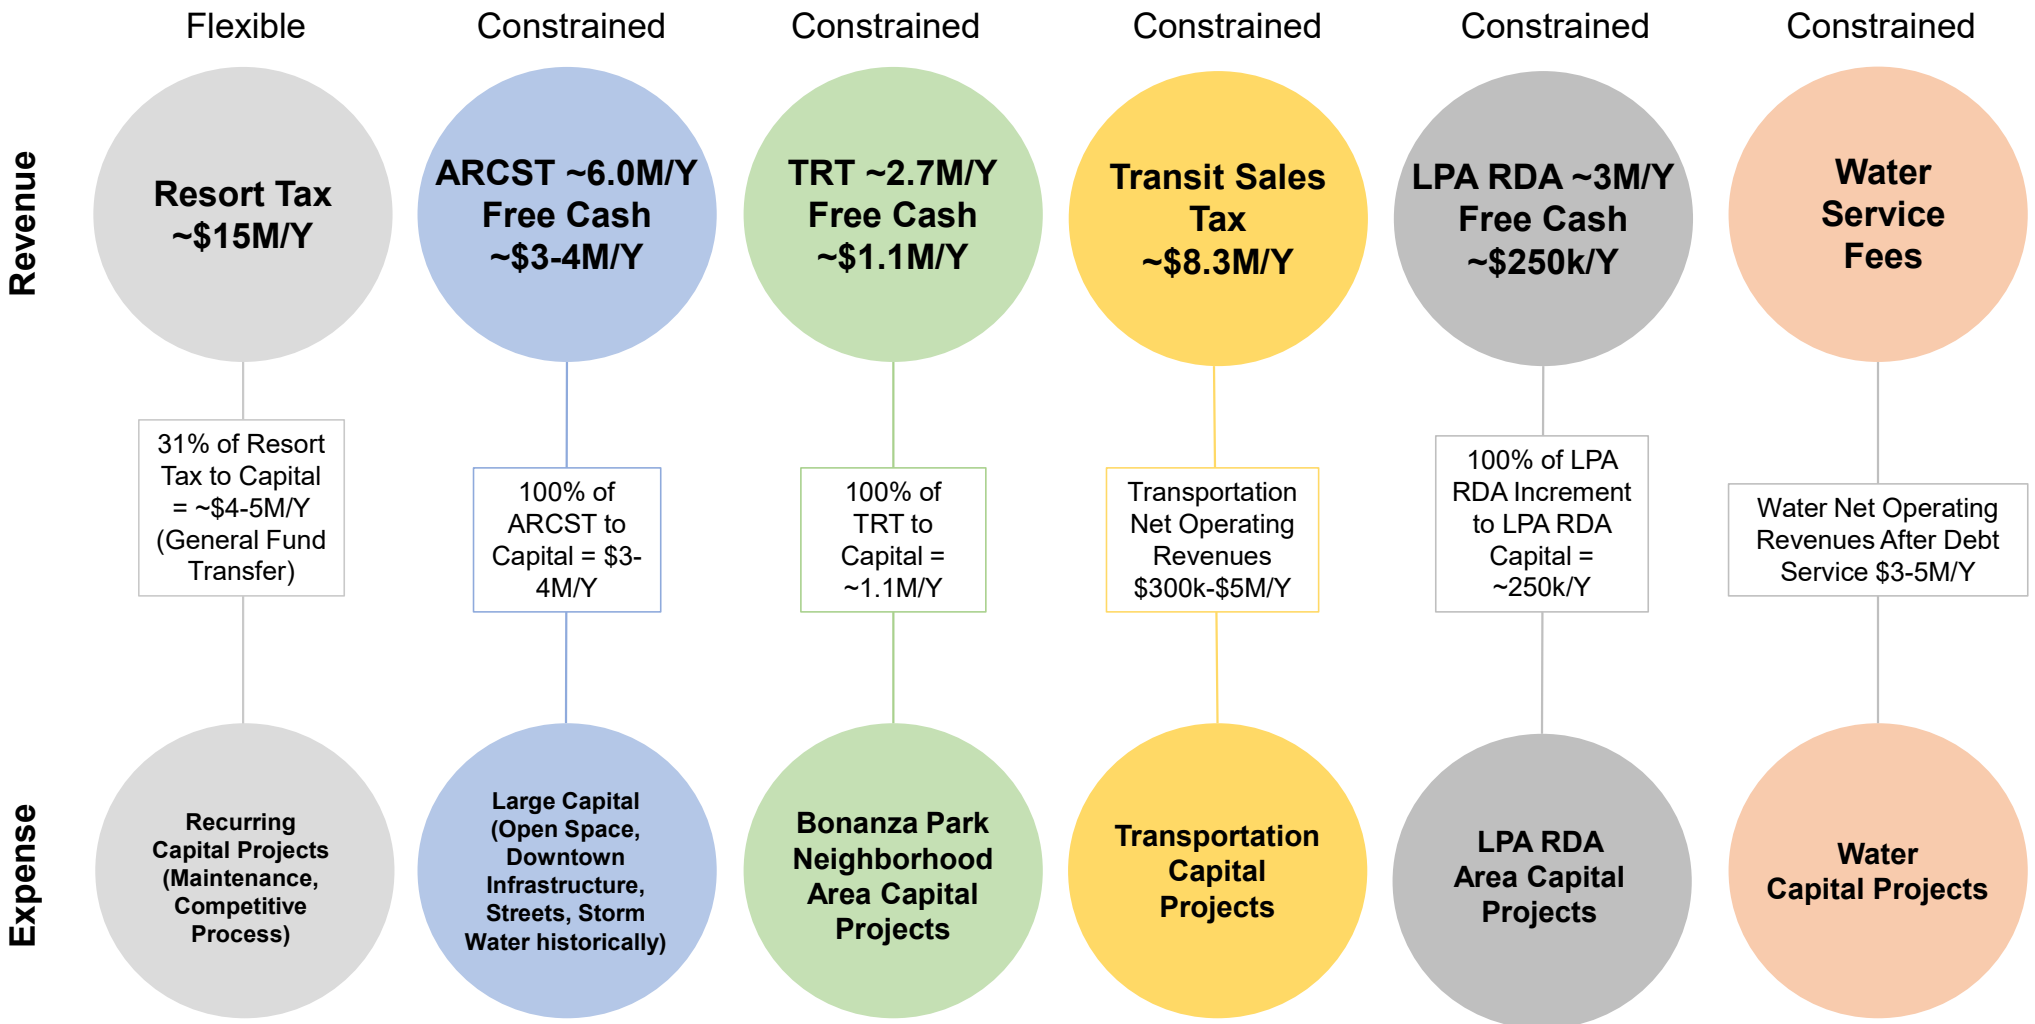 Flexible
Constrained
Constrained
Constrained
Constrained
Constrained
Revenue
Resort Tax
~$15M/Y
ARCST ~6.0M/Y
Free Cash
~$3-4M/Y
TRT ~2.7M/Y
Free Cash
~$1.1M/Y
Transit Sales
Tax
~$8.3M/Y
LPA RDA ~3M/Y
Free Cash
~$250k/Y
Water
Service
Fees
31% of Resort
Tax to Capital
= ~$4-5M/Y
(General Fund
Transfer)
100% of
ARCST to
Capital = $3-
4M/Y
100% of
TRT to
Capital =
~1.1M/Y
Transportation
Net Operating
Revenues
$300k-$5M/Y
100% of LPA
RDA Increment
to LPA RDA
Capital =
~250k/Y
Water Net Operating
Revenues After Debt
Service $3-5M/Y
Expense
Recurring
Capital Projects
(Maintenance,
Competitive
Process)
Large Capital
(Open Space,
Downtown
Infrastructure,
Streets, Storm
Water historically)
Bonanza Park
Neighborhood
Area Capital
Projects
Transportation
Capital
Projects
LPA RDA
Area Capital
Projects
Water
Capital Projects